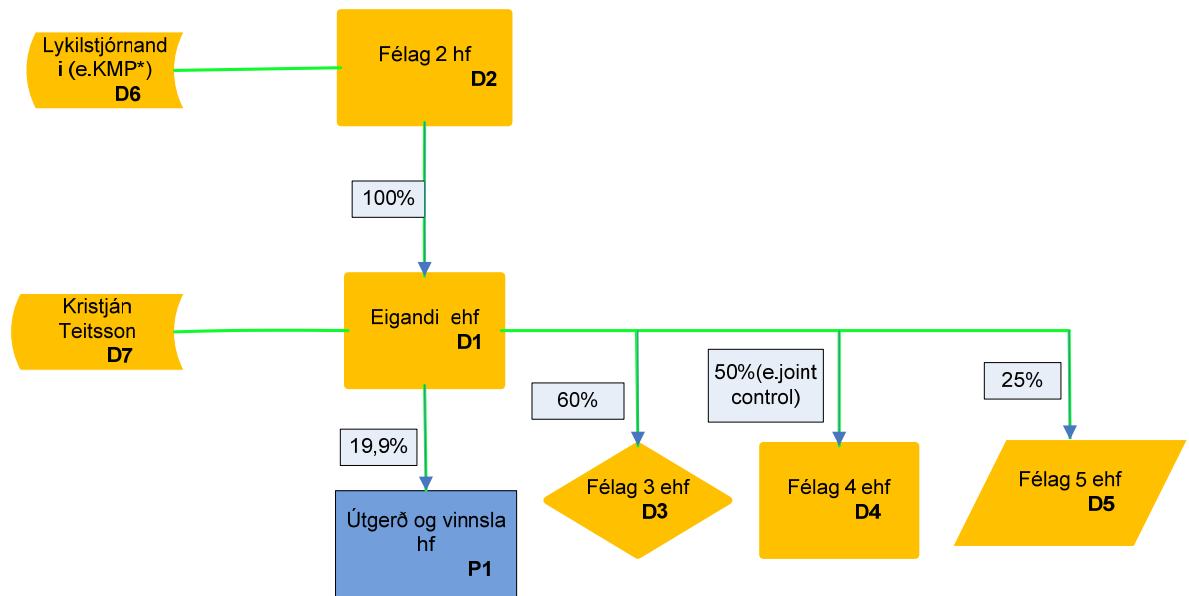 Lykilstjórnand
i (e.KMP*)
D6
Félag 2 hf
D2
100%
Kristján
Teitsson
D7
Eigandi ehf
D1
19,9%
60%
50%(e.joint
control)
25%
Útgerð og vinnsla
hf
P1
Félag 3 ehf
D3
Félag 4 ehf
D4
Félag 5 ehf
D5